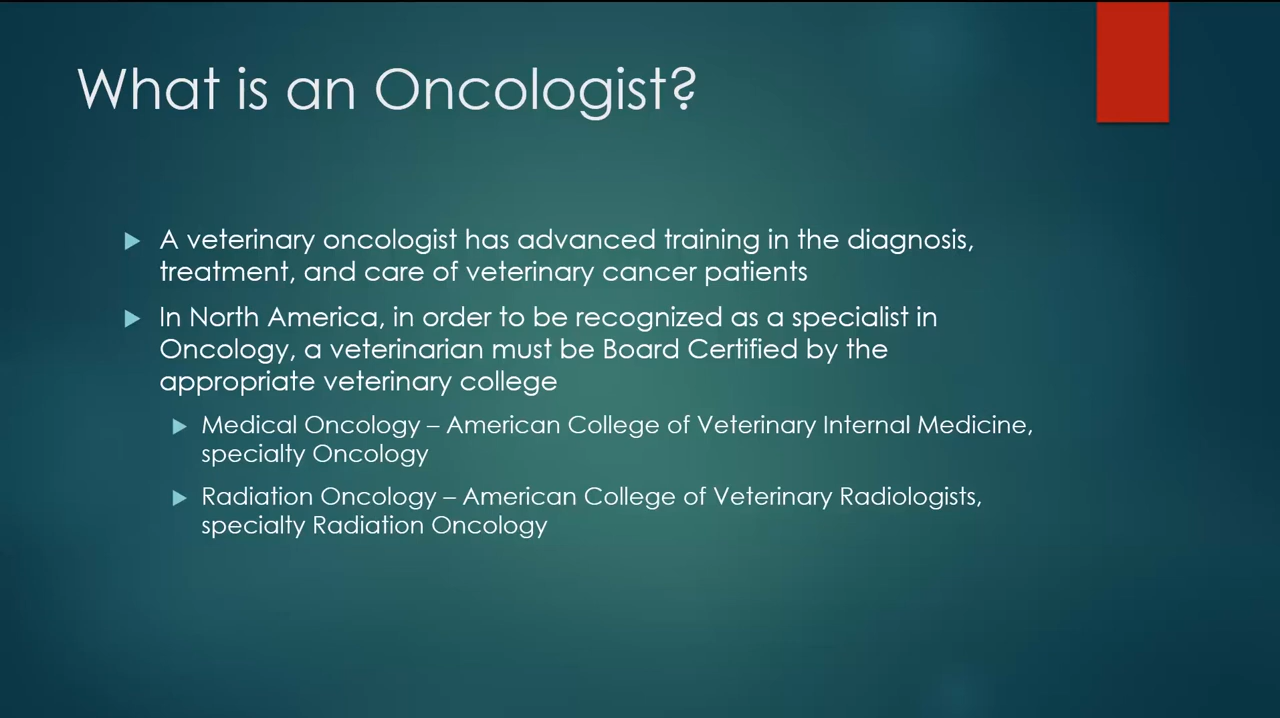 What is an Oncologist?
A veterinary oncologist has advanced training in the diagnosis,
treatment, and care of veterinary cancer patients
In North America, in order to be recognized as a specialist in
Oncology, a veterinarian must be Board Certified by the
appropriate veterinary college
Medical Oncology – American College of Veterinary Internal Medicine,
specialty Oncology
Radiation Oncology – American College of Veterinary Radiologists,
specialty Radiation Oncology